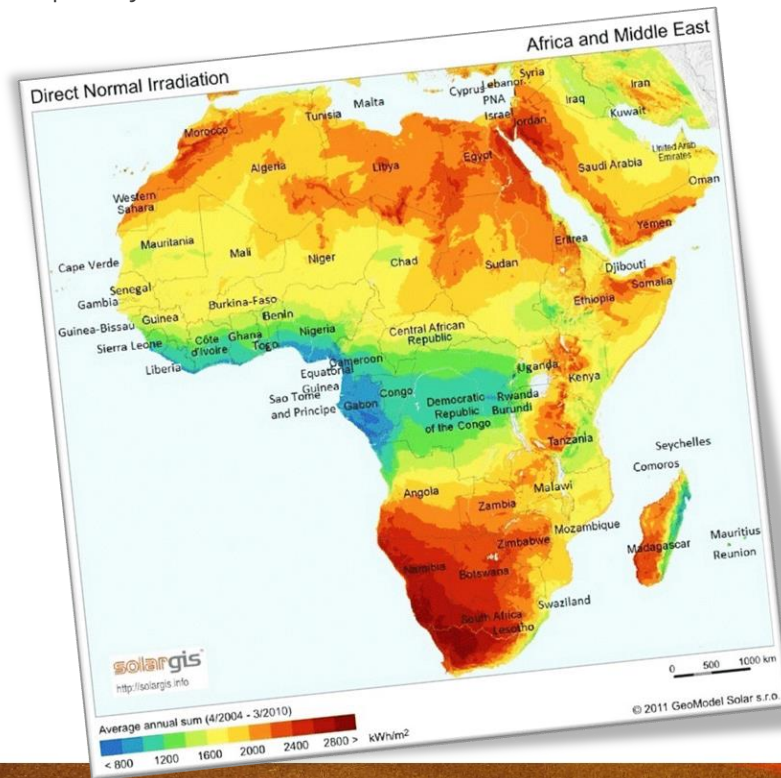 Direct Normal Irradiation
Africa and Middle East
Syria
Cyprus
Lebanon
PNA
Israel
Jordan
Iraq
Iran
Kuwait
Malta
Tunisia
Morocco
Algeria
Libya
Egypt
Saudi Arabia
United Arab
Emirates
Oman
Western
Sahara
Yemen
Eritrea
Mauritania
Mali
Niger
Chad
Sudan
Cape Verde
Djibouti
Somalia
Senegal
Gambia
Burkina-Faso
Ethiopia
Guinea-Bissau
Guinea
Benin
Sierra Leone
Côte
d'Ivoire
Ghana
Togo
Nigeria
Central African
Republic
Liberia
Cameroon
Equatorial
Guinea
Uganda
Kenya
Sao Tome
and Principe
Gabon
Congo
Democratic
Republic
of the Congo
Rwanda
Burundi
Tanzania
Seychelles
Comoros
Angola
Zambia
Malawi
Mozambique
Zimbabwe
Madagascar
Mauritius
Reunion
Namibia
Botswana
Swaziland
South Africa
Lesotho
solargis
http://solargis.info
0 500 1000 km
© 2011 GeoModel Solar s.r.o.
Average annual sum (4/2004 - 3/2010)
< 800 1200 1600 2000 2400 2800 > kWh/m²